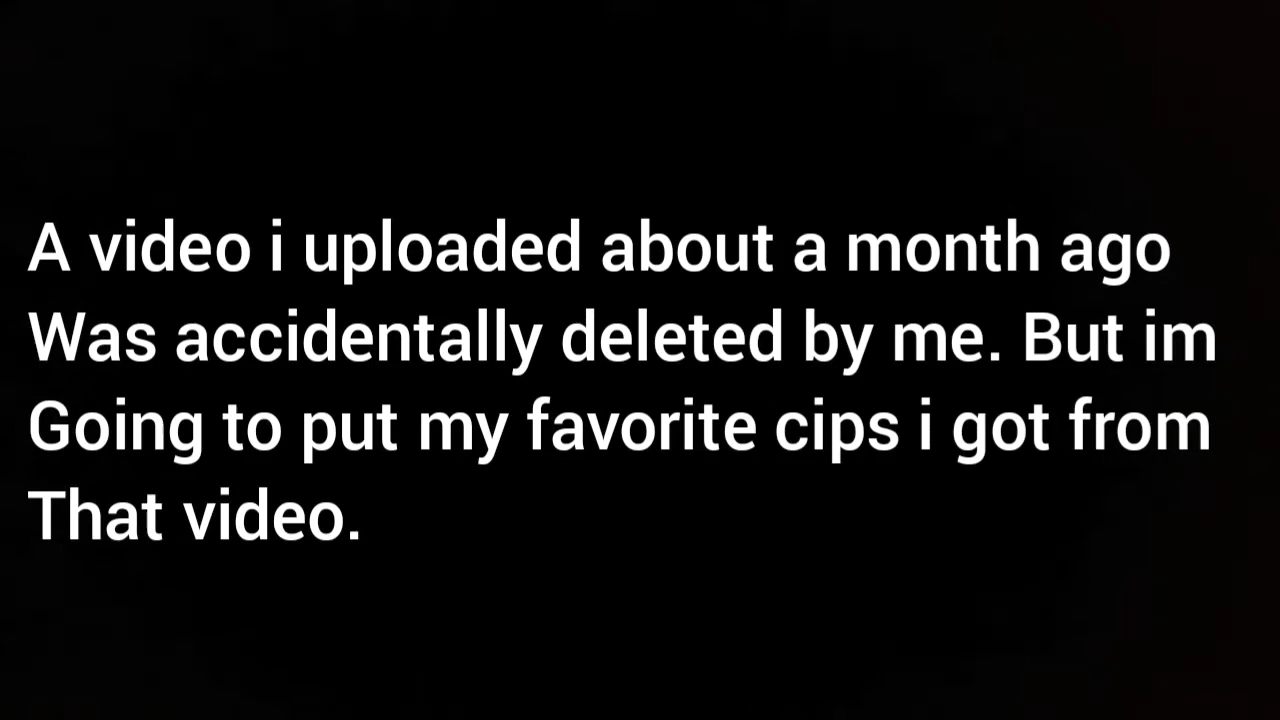 A video i uploaded about a month ago
Was accidentally deleted by me. But im
Going to put my favorite cips i got from
That video.